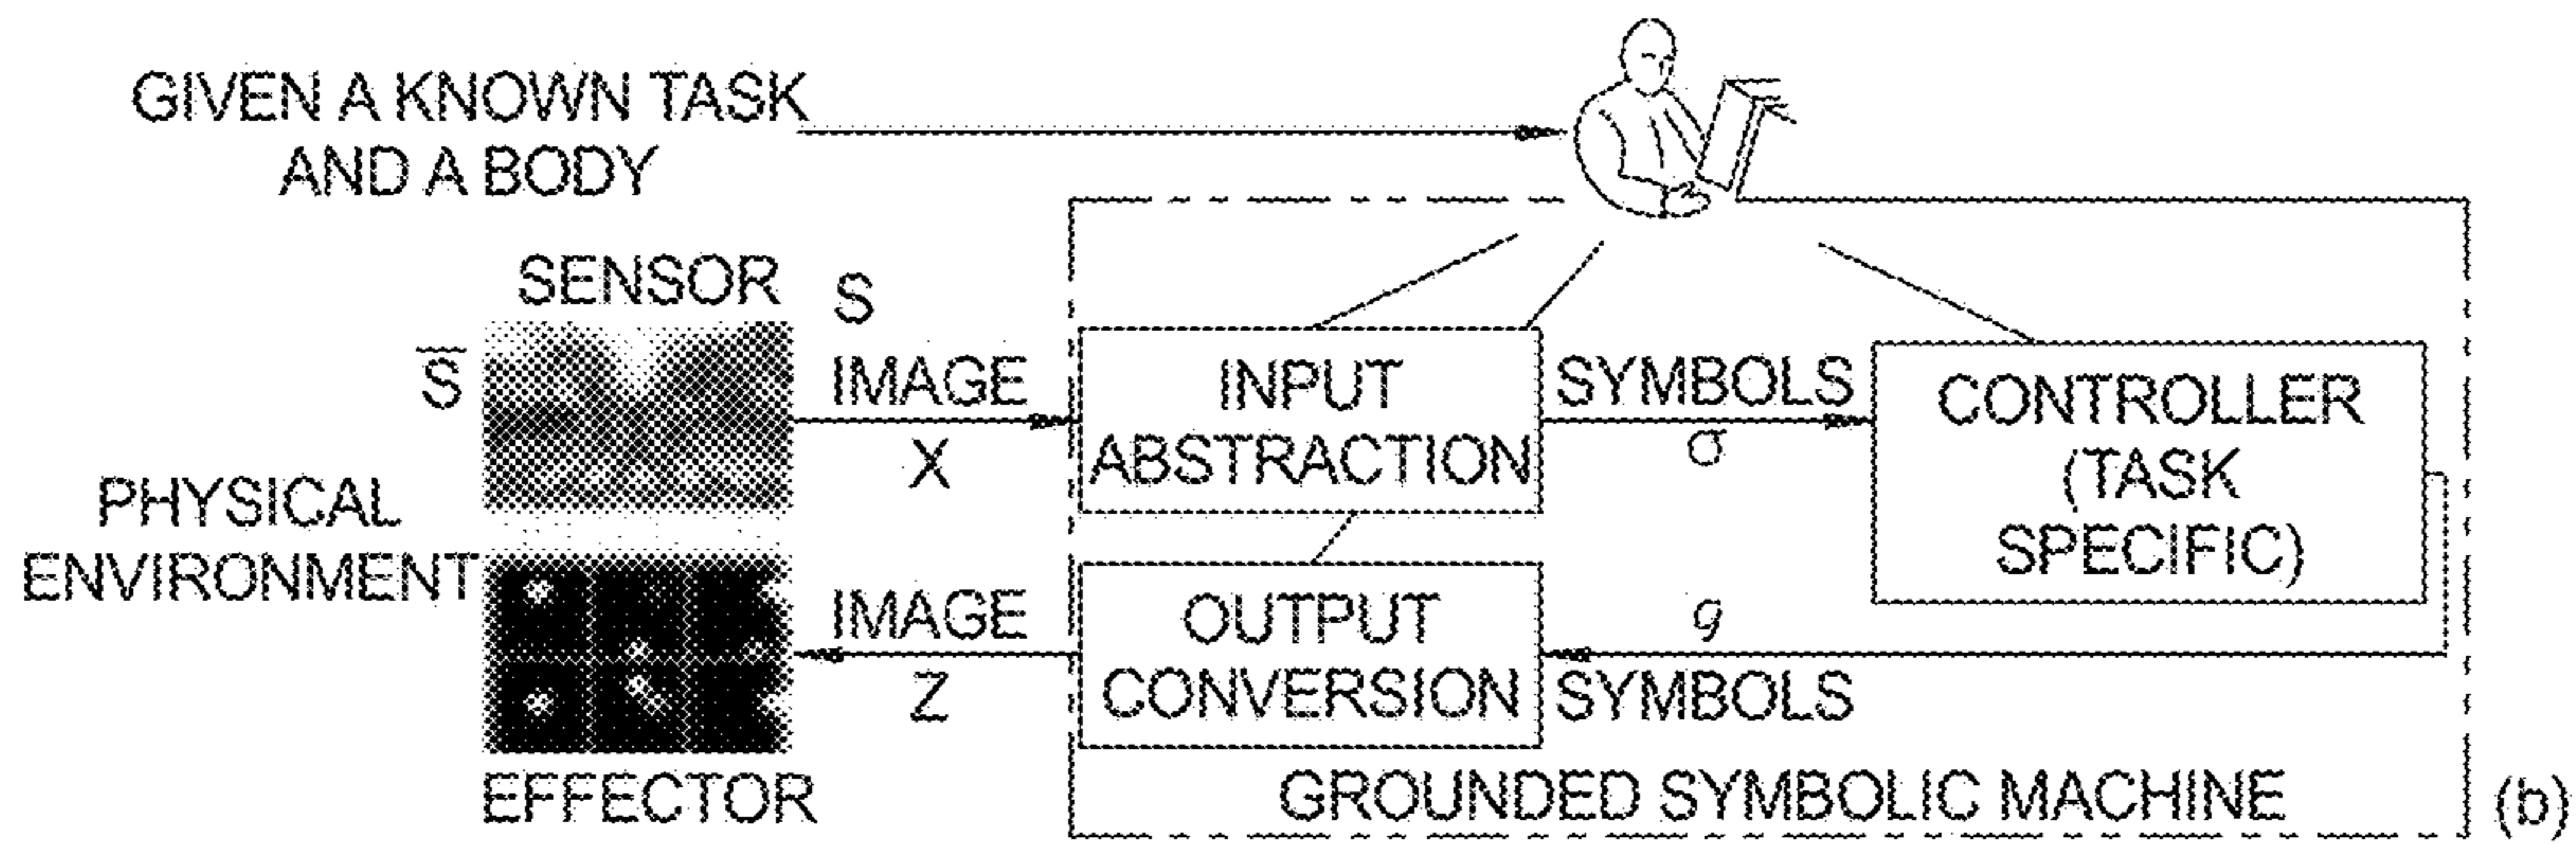 GIVEN A KNOWN TASK
AND A BODY
SENSOR
S̅
S
IMAGE
X
INPUT
ABSTRACTION
SYMBOLS
σ
CONTROLLER
(TASK
SPECIFIC)
PHYSICAL
ENVIRONMENT
IMAGE
Z
OUTPUT
CONVERSION
g
SYMBOLS
EFFECTOR
GROUNDED SYMBOLIC MACHINE
(b)